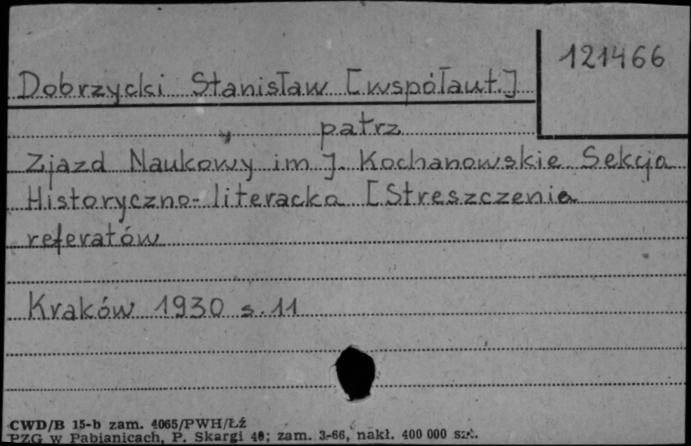 121466
Dobrzycki Stanisław [współaut.]
patrz
Zjazd Naukowy im J. Kochanowskie Sekcja
Historyczno-literacka [Streszczenia
referatów
Kraków 1930 s. 11
CWD/B 15-b zam. 4065/PWH/Łź
PZG w Pabianicach, P. Skargi 40; zam. 3-66, nakł. 400 000 szt.